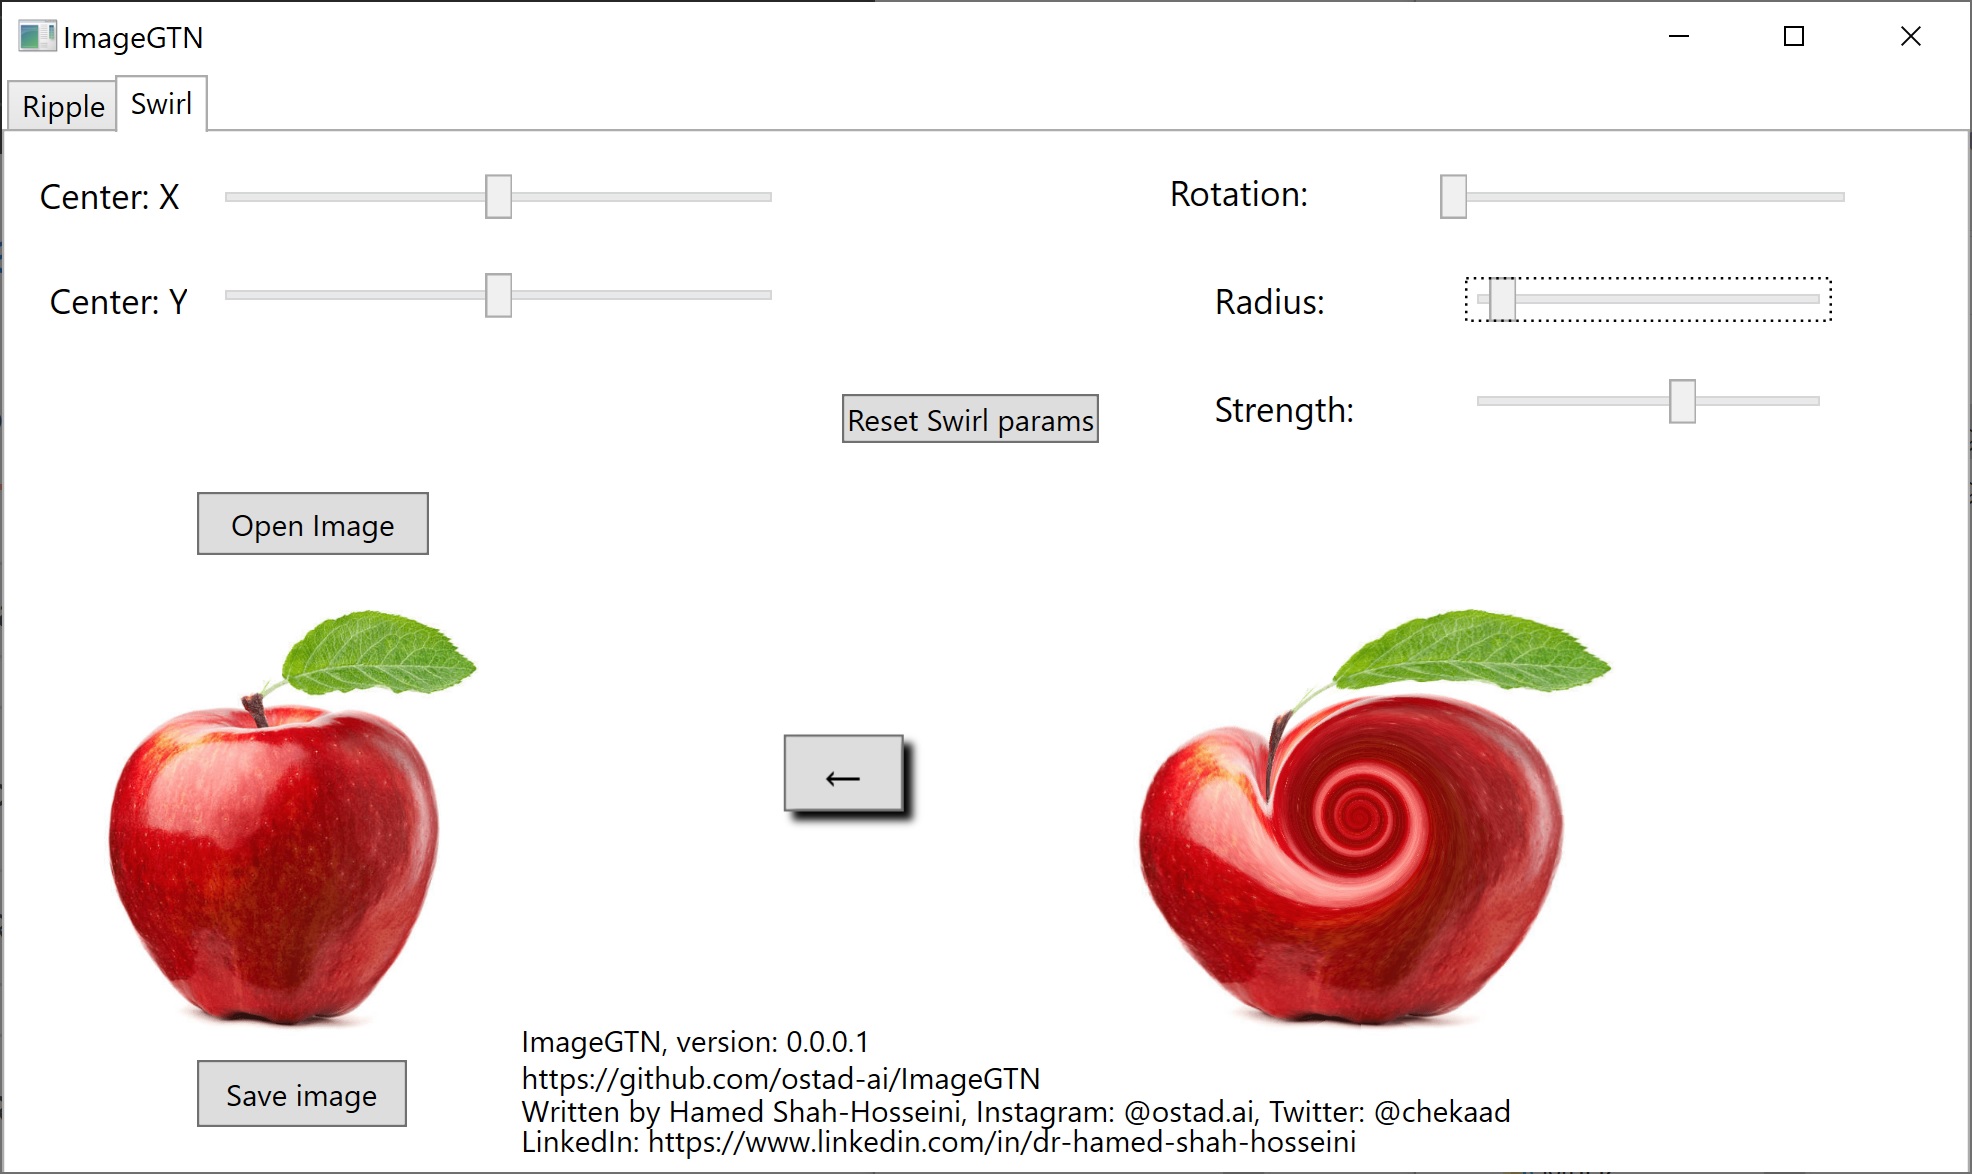 ImageGTN
Ripple
Swirl
Center: X
Rotation:
Center: Y
Radius:
Strength:
Reset Swirl params
Open Image
←
Save image
ImageGTN, version: 0.0.0.1
https://github.com/ostad-ai/ImageGTN
Written by Hamed Shah-Hosseini, Instagram: @ostad.ai, Twitter: @chekaad
LinkedIn: https://www.linkedin.com/in/dr-hamed-shah-hosseini